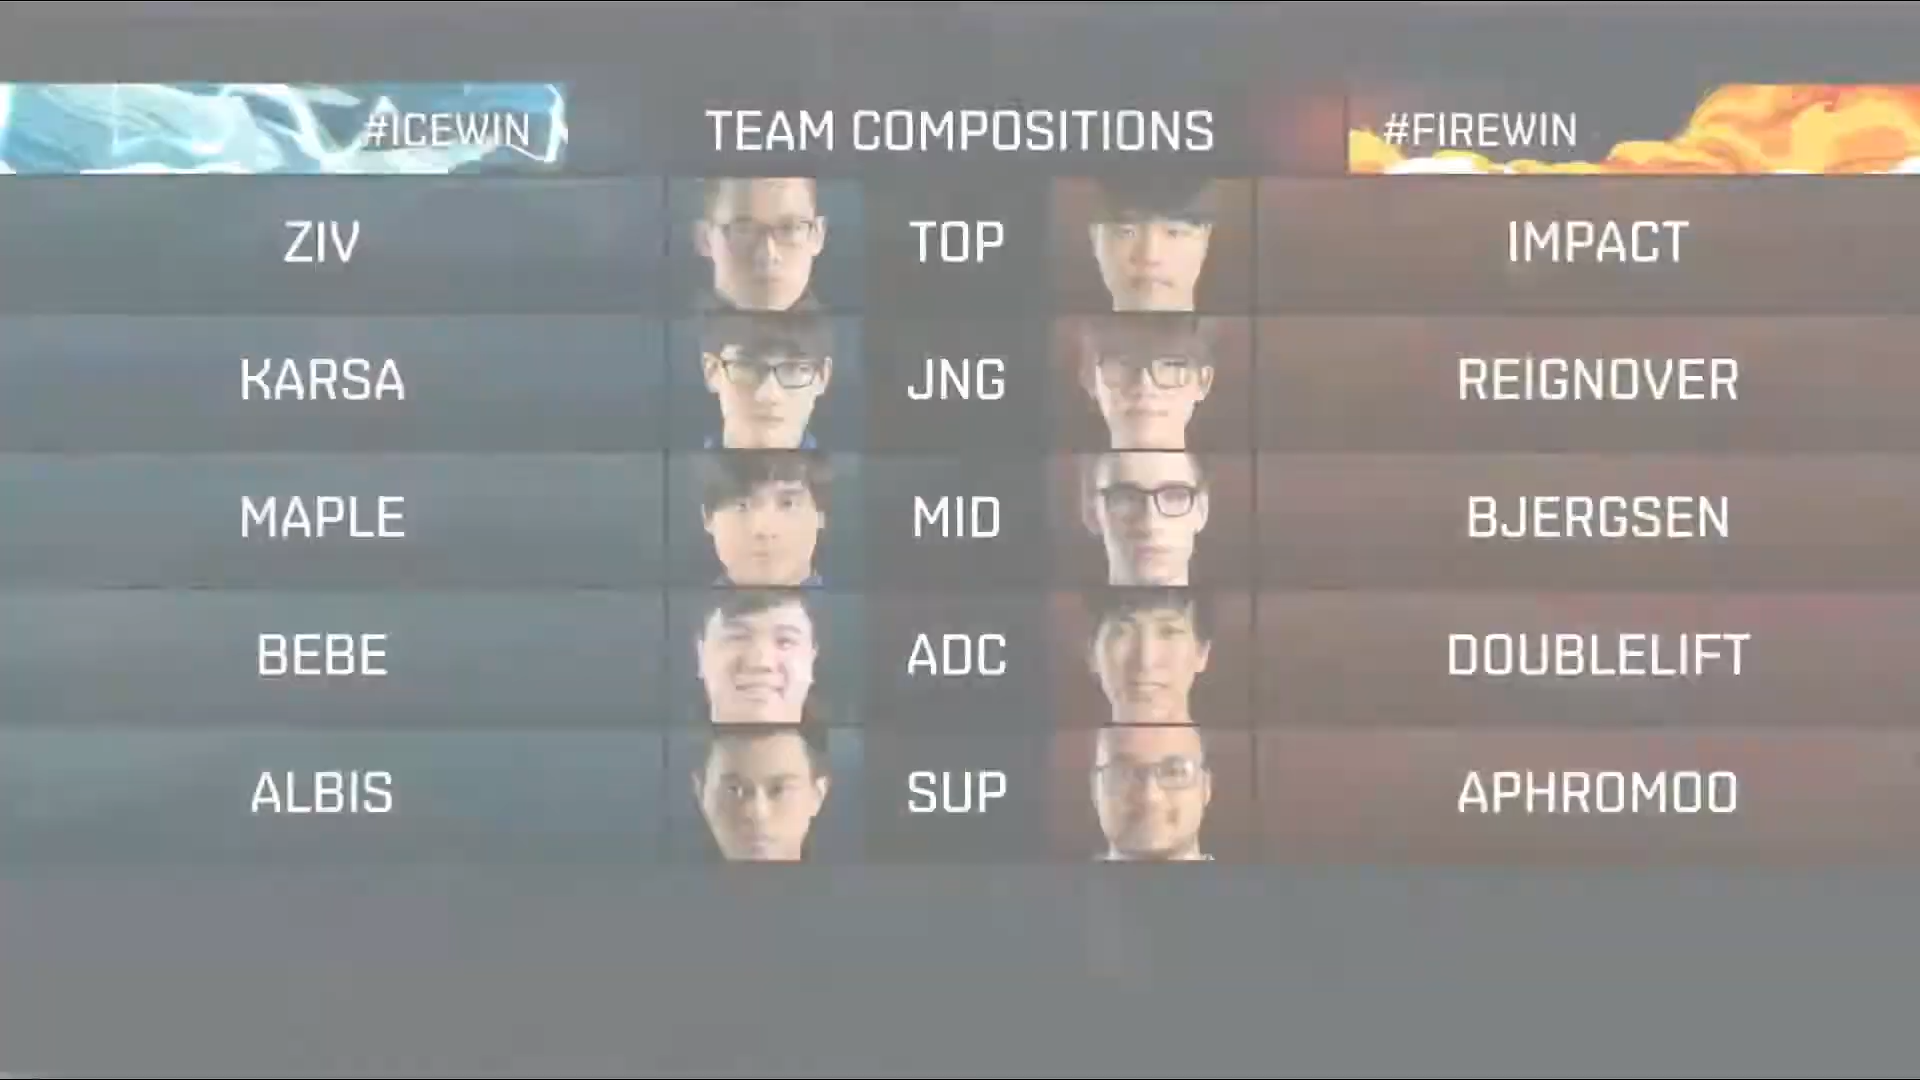 #ICEWIN TEAM COMPOSITIONS #FIREWIN
ZIV TOP IMPACT
KARSA JNG REIGNOVER
MAPLE MID BJERGSEN
BEBE ADC DOUBLELIFT
ALBIS SUP APHROMOO